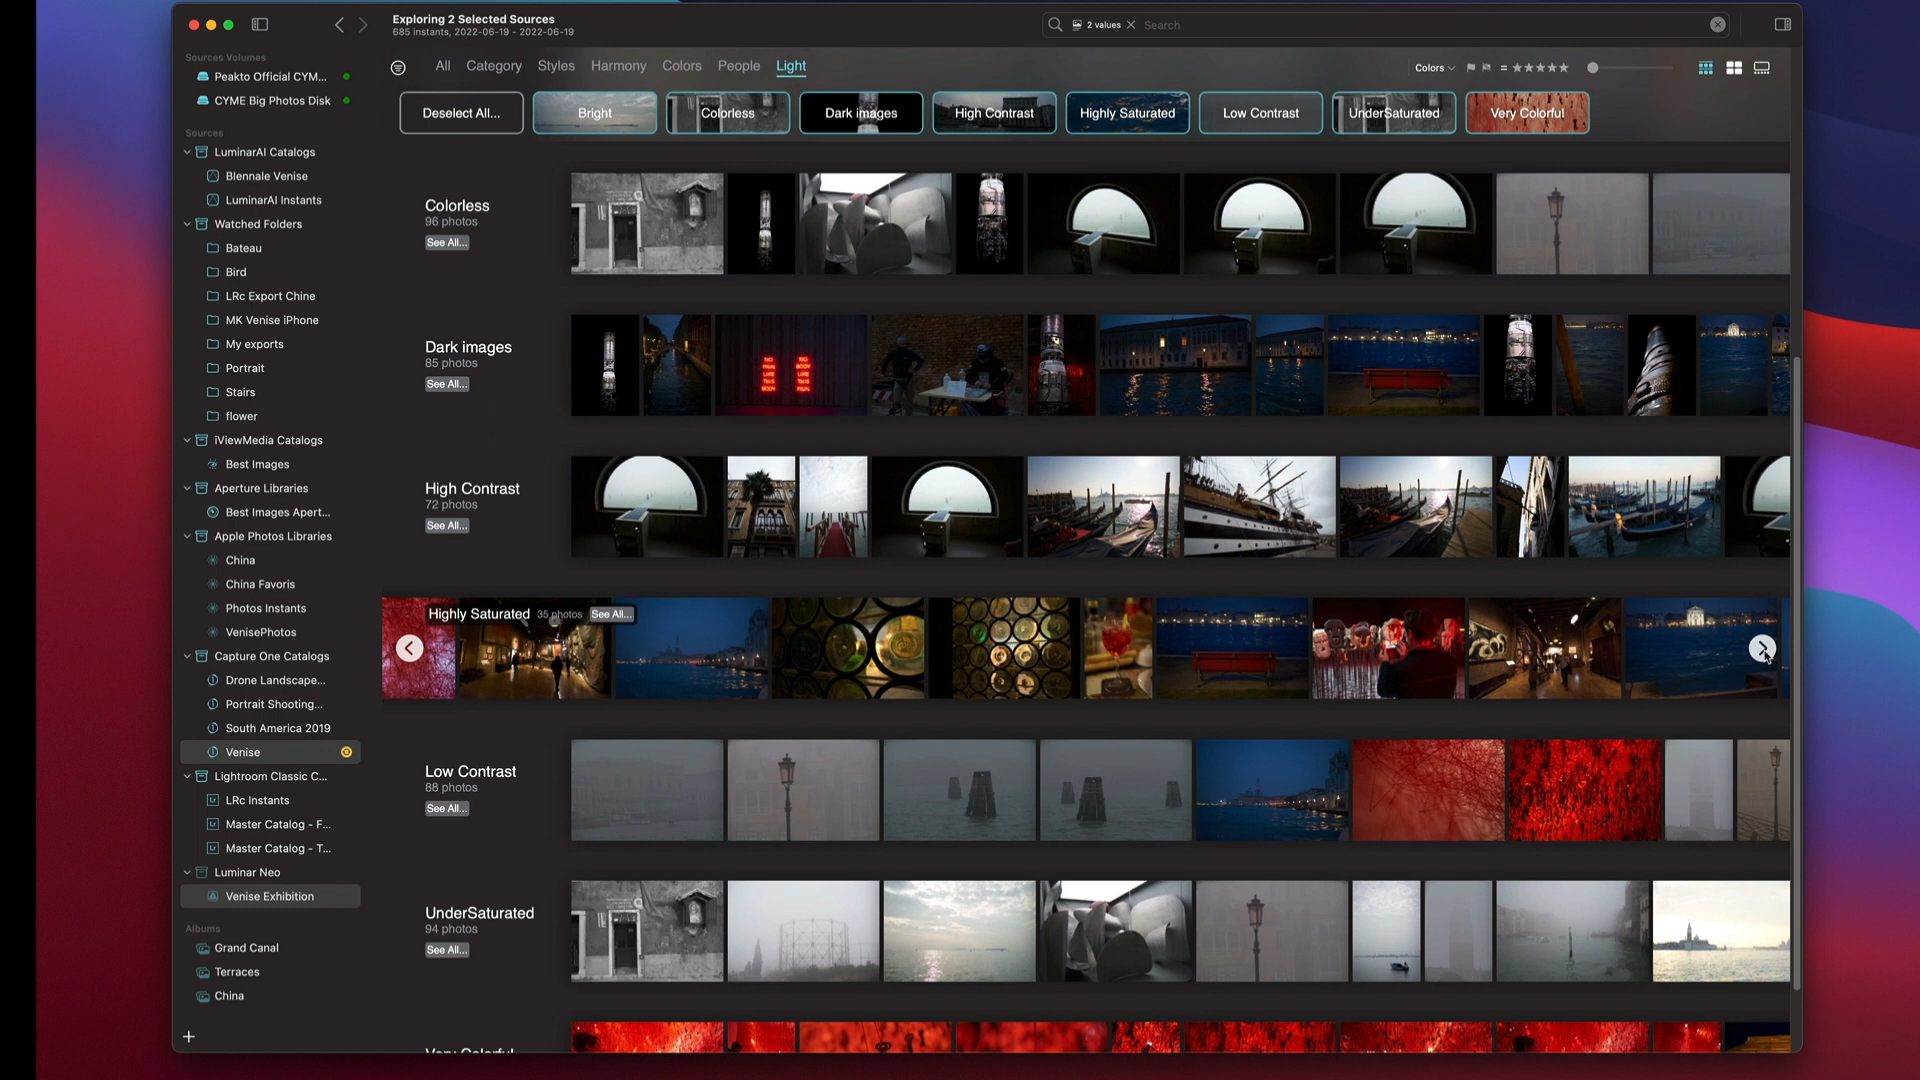 Exploring 2 Selected Sources
685 instants, 2022-06-19 - 2022-06-19
2 values
Search
Sources Volumes
Peakto Official CYM...
CYME Big Photos Disk
Sources
LuminarAI Catalogs
BIennale Venise
LuminarAI Instants
Watched Folders
Bateau
Bird
LRc Export Chine
MK Venise iPhone
My exports
Portrait
Stairs
flower
iViewMedia Catalogs
Best Images
Aperture Libraries
Best Images Apert...
Apple Photos Libraries
China
China Favoris
Photos Instants
VenisePhotos
Capture One Catalogs
Drone Landscape...
Portrait Shooting...
South America 2019
Venise
Lightroom Classic C...
Lr LRc Instants
Lr Master Catalog - F...
Lr Master Catalog - T...
Luminar Neo
Venise Exhibition
Albums
Grand Canal
Terraces
China
All Category Styles Harmony Colors People Light
Colors = ★★★★★
Deselect All... Bright Colorless Dark images High Contrast Highly Saturated Low Contrast UnderSaturated Very Colorful
Colorless
96 photos
See All...
Dark images
85 photos
See All...
High Contrast
72 photos
See All...
Highly Saturated 35 photos See All...
Low Contrast
88 photos
See All...
UnderSaturated
94 photos
See All...
Very Colorful